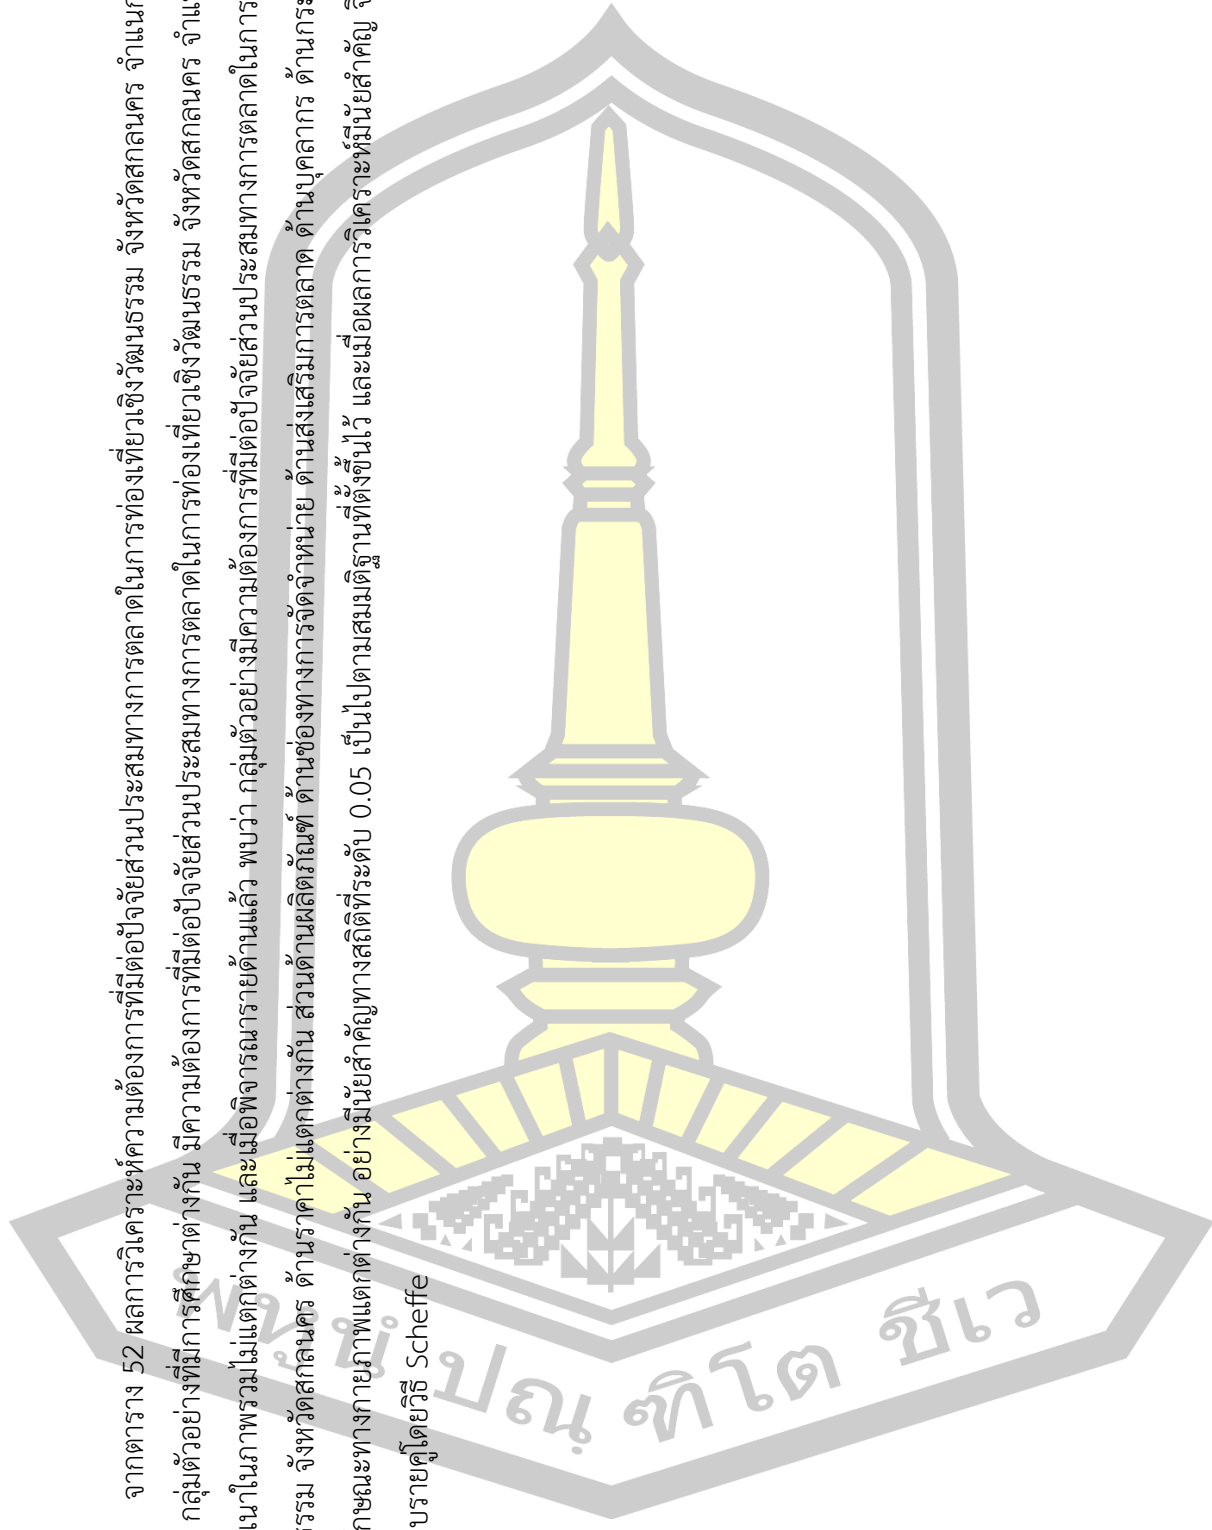 จากตาราง 52 ผลการวิเคราะห์ความต้องการที่มีต่อปัจจัยส่วนประสมทางการตลาดในการท่องเที่ยวเชิงวัฒนธรรม จังหวัดสกลนคร จำแนก
กลุ่มตัวอย่างที่มีการศึกษาต่างกัน มีความต้องการที่มีต่อปัจจัยส่วนประสมทางการตลาดในการท่องเที่ยวเชิงวัฒนธรรม จังหวัดสกลนคร จำแ
นนาในภาพรวมไม่แตกต่างกัน และเมื่อพิจารณารายด้านแล้ว พบว่า กลุ่มตัวอย่างมีความต้องการที่มีต่อปัจจัยส่วนประสมทางการตลาดในการ
รรม จังหวัดสกลนคร ด้านราคาไม่แตกต่างกัน ส่วนด้านผลิตภัณฑ์ ด้านช่องทางการจัดจำหน่าย ด้านส่งเสริมการตลาด ด้านบุคลากร ด้านกระ
กษณะทางกายภาพแตกต่างกัน อย่างมีนัยสำคัญทางสถิติที่ระดับ 0.05 เป็นไปตามสมมติฐานที่ตั้งขึ้นไว้ และเมื่อผลการวิเคราะห์มีนัยสำคัญ จึ
บรายคู่โดยวิธี Scheffe
พหุน ปณฺฑิโต ชีเว